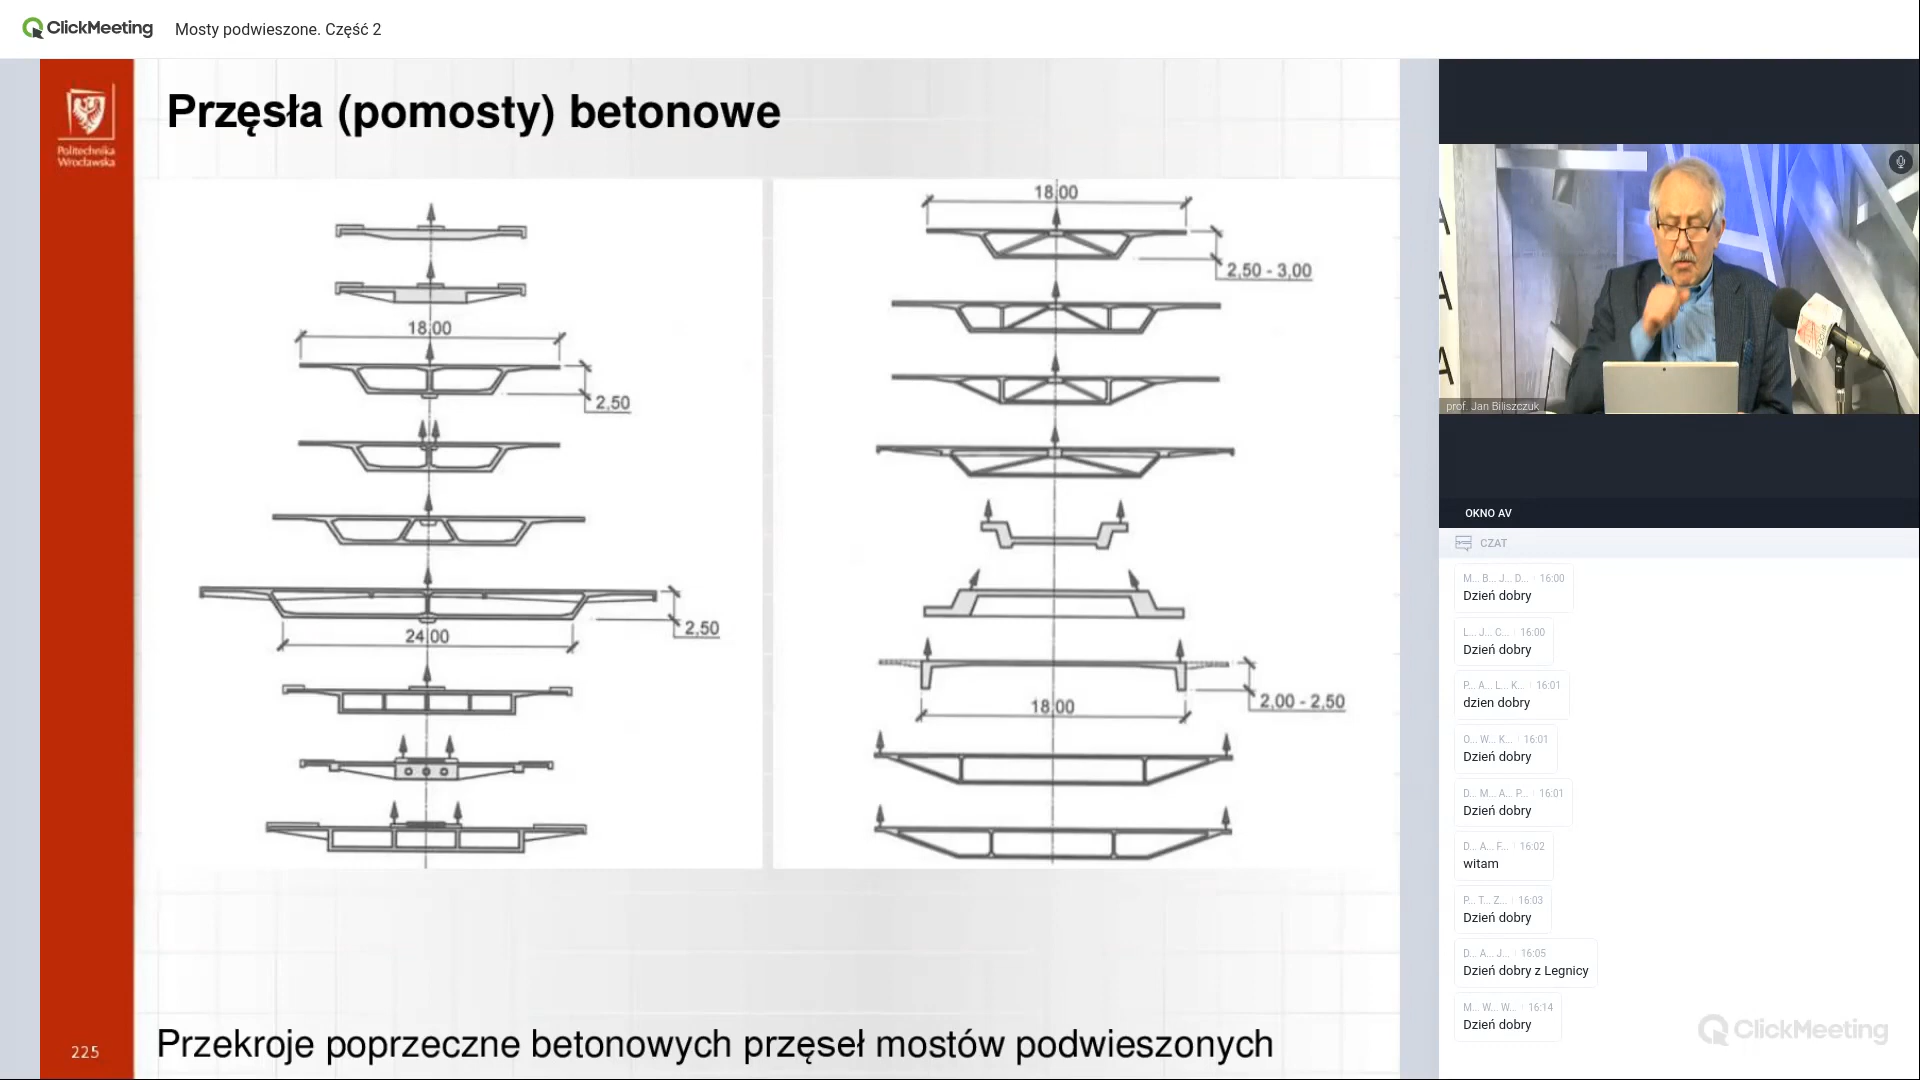 ClickMeeting
Mosty podwieszone. Część 2
Politechnika
Wrocławska
Przęsła (pomosty) betonowe
18,00
2,50
24,00
2,50
18,00
2,50 - 3,00
18,00
2,00 - 2,50
225
Przekroje poprzeczne betonowych przęseł mostów podwieszonych
prof. Jan Biliszczuk
OKNO AV
CZAT
M... B... J... D... 16:00
Dzień dobry
L... J... C... 16:00
Dzień dobry
P... A... L... K... 16:01
dzien dobry
O... W... K... 16:01
Dzień dobry
D... M... A... P... 16:01
Dzień dobry
D... A... F... 16:02
witam
P... T... Z... 16:03
Dzień dobry
D... A... J... 16:05
Dzień dobry z Legnicy
M... W... W... 16:14
Dzień dobry
ClickMeeting